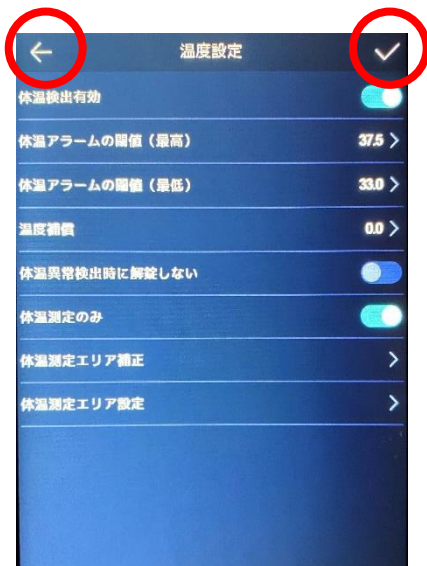 温度設定
体温検出有効
体温アラームの閾値（最高） 37.5
体温アラームの閾値（最低） 33.0
温度補償 0.0
体温異常検出時に解錠しない
体温測定のみ
体温測定エリア補正
体温測定エリア設定